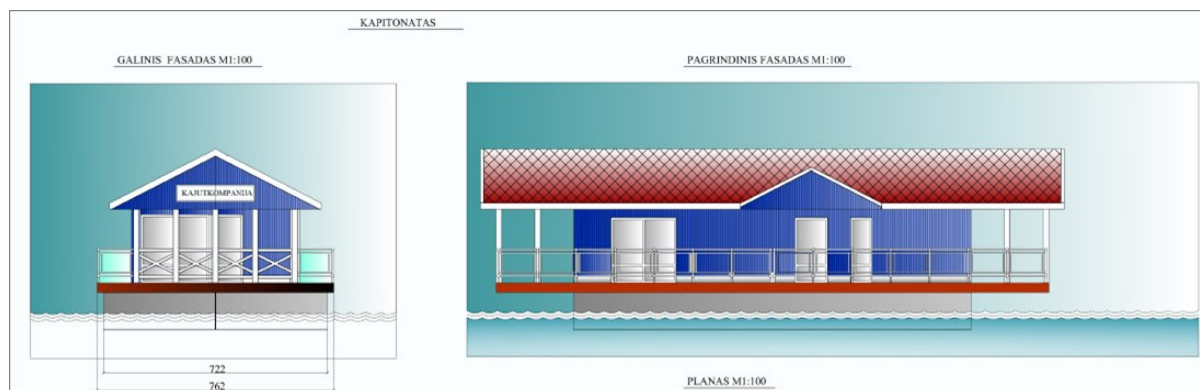 KAPITONATAS
GALINIS FASADAS M1:100
PAGRINDINIS FASADAS M1:100
KAJUTKOMPANIJA
722
762
PLANAS M1:100